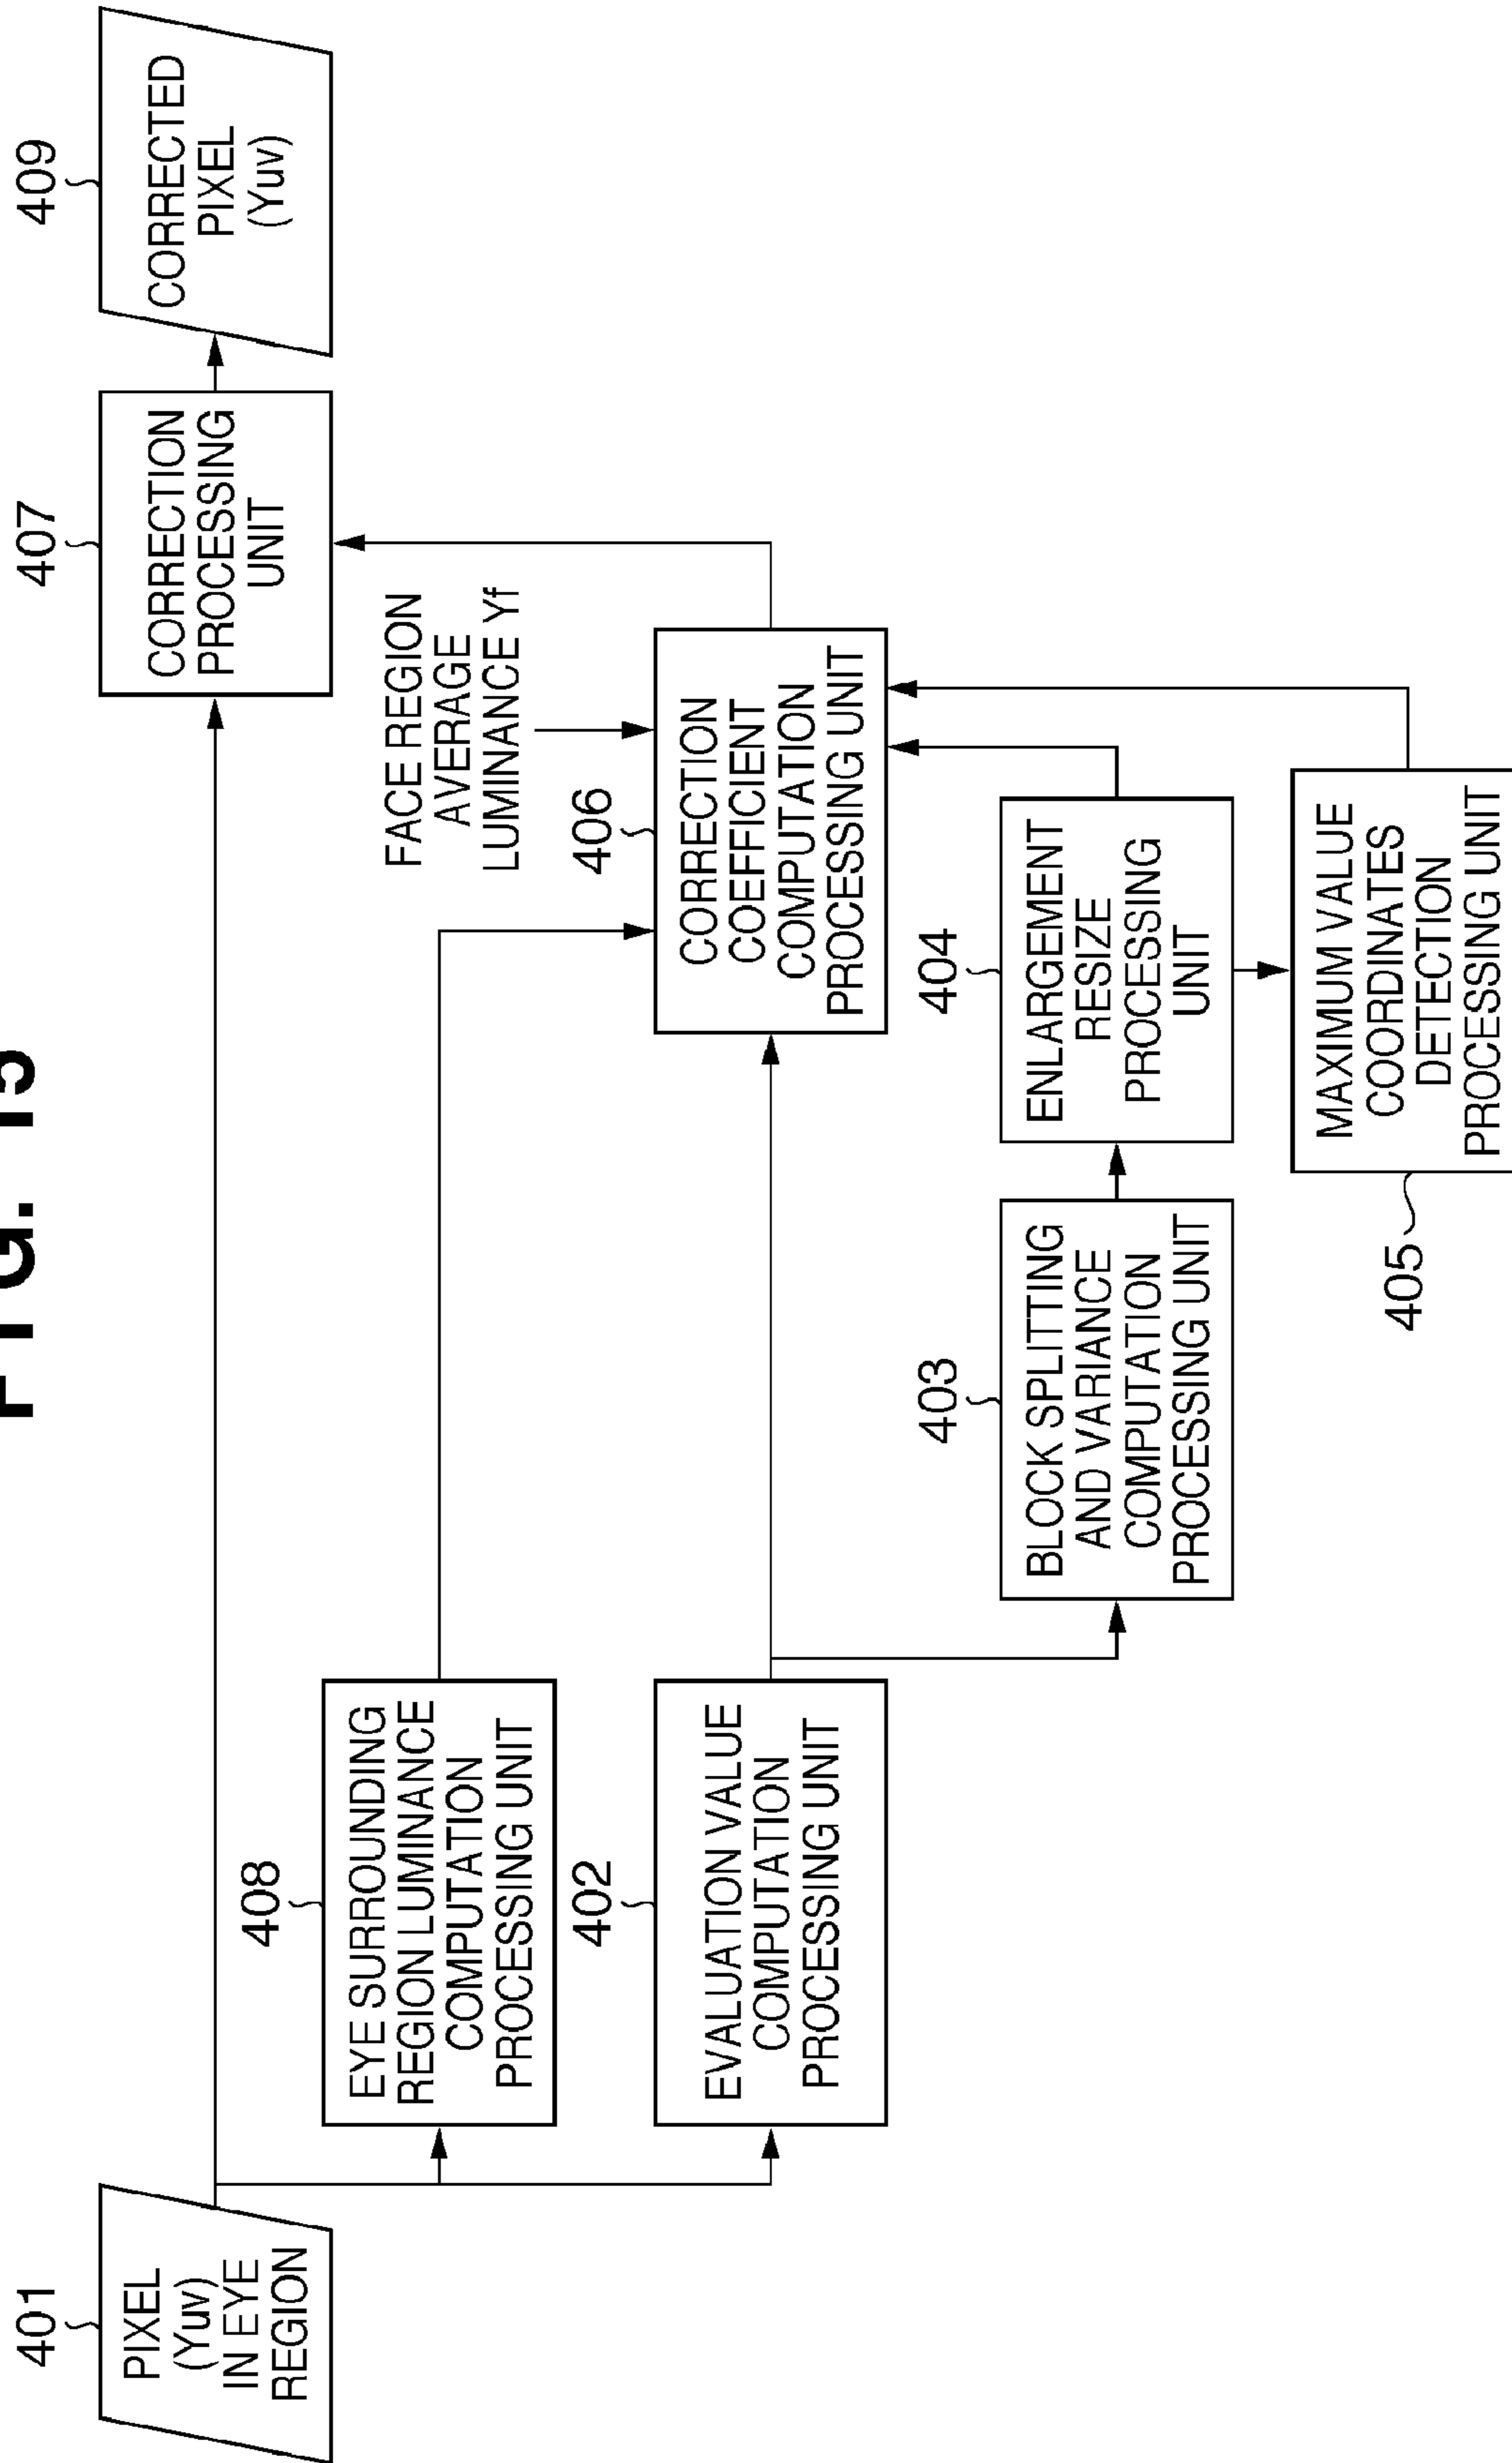 FIG.
401
PIXEL
(Yuv)
IN EYE
REGION
408
EYE SURROUNDING
REGION LUMINANCE
COMPUTATION
PROCESSING UNIT
402
EVALUATION VALUE
COMPUTATION
PROCESSING UNIT
403
BLOCK SPLITTING
AND VARIANCE
COMPUTATION
PROCESSING UNIT
404
ENLARGEMENT
RESIZE
PROCESSING
UNIT
405
MAXIMUM VALUE
COORDINATES
DETECTION
PROCESSING UNIT
FACE REGION
AVERAGE
LUMINANCE Yf
406
CORRECTION
COEFFICIENT
COMPUTATION
PROCESSING UNIT
407
CORRECTION
PROCESSING
UNIT
409
CORRECTED
PIXEL
(Yuv)